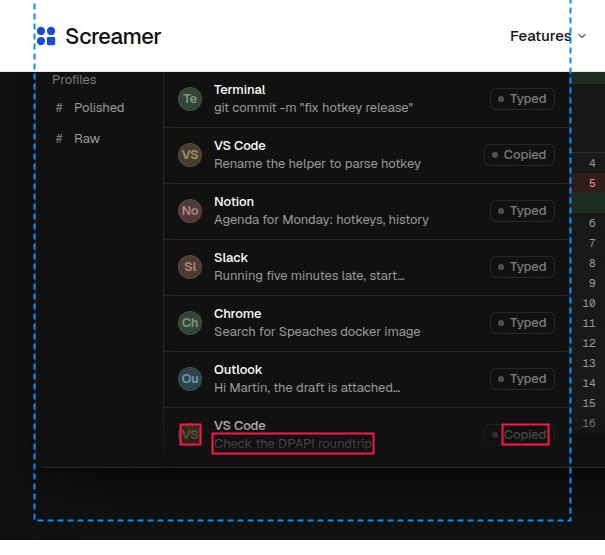 Screamer
Features
Profiles
# Polished
# Raw
Te
Terminal
git commit -m "fix hotkey release"
Typed
VS
VS Code
Rename the helper to parse hotkey
Copied
No
Notion
Agenda for Monday: hotkeys, history
Typed
Sl
Slack
Running five minutes late, start…
Typed
Ch
Chrome
Search for Speaches docker image
Typed
Ou
Outlook
Hi Martin, the draft is attached…
Typed
VS
VS Code
Check the DPAPI roundtrip
Copied
4
5
6
7
8
9
10
11
12
13
14
15
16